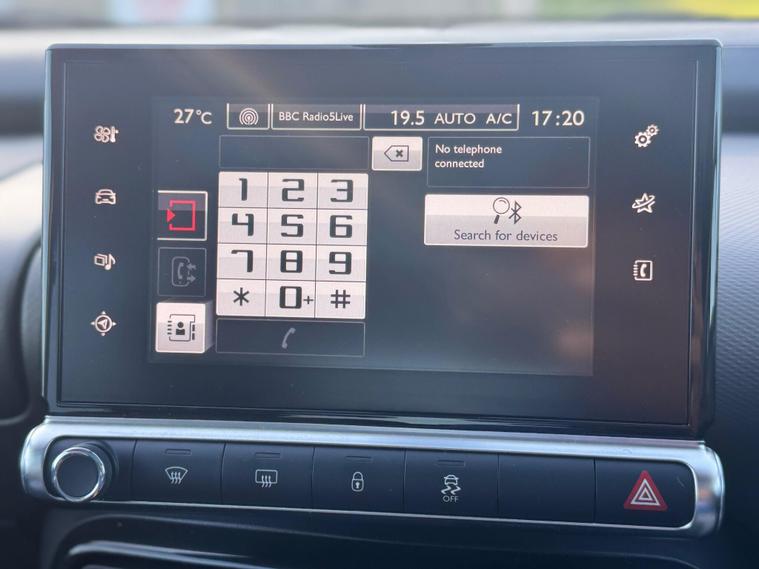 27°C BBC Radio5Live 19.5 AUTO A/C 17:20
No telephone
connected
1 2 3
4 5 6
7 8 9
* 0+ #
Search for devices
OFF